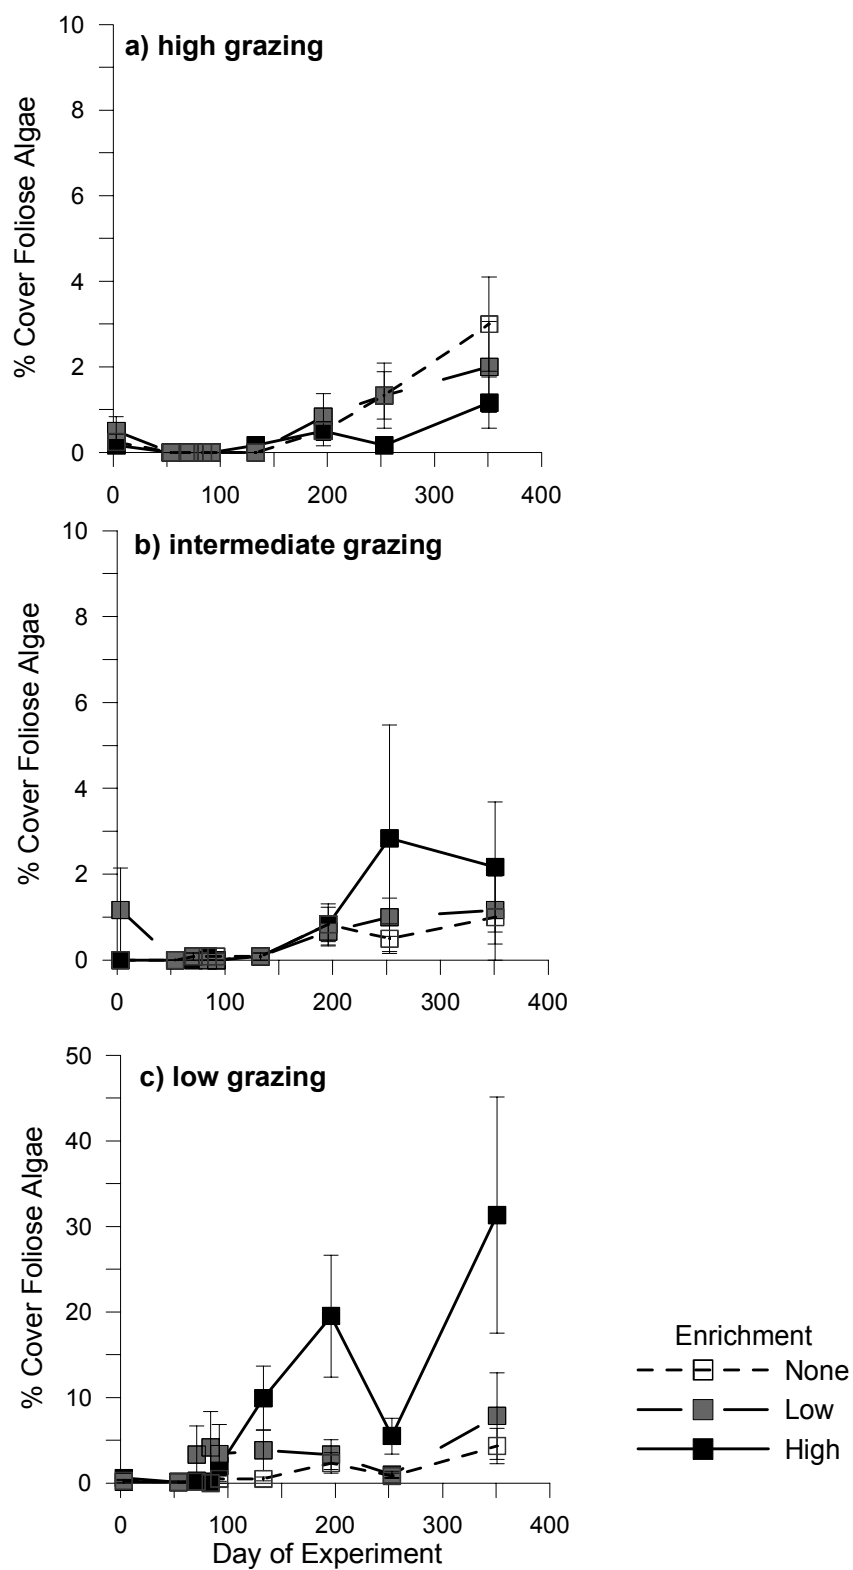 a) high grazing
% Cover Foliose Algae
10
8
6
4
2
0
0 100 200 300 400
b) intermediate grazing
% Cover Foliose Algae
10
8
6
4
2
0
0 100 200 300 400
c) low grazing
% Cover Foliose Algae
50
40
30
20
10
0
0 100 200 300 400
Day of Experiment
Enrichment
None
Low
High